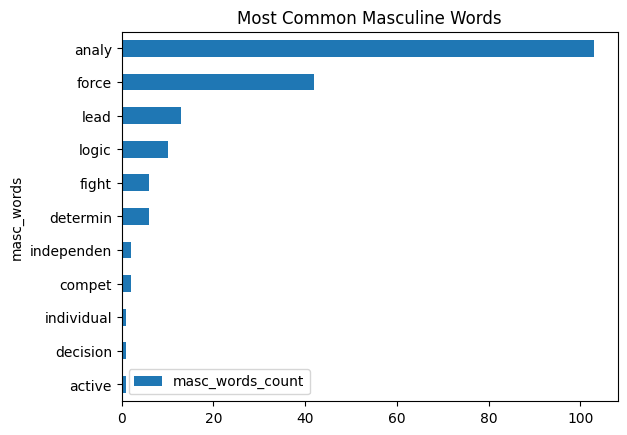 Most Common Masculine Words
masc_words
analy
force
lead
logic
fight
determin
independen
compet
individual
decision
active
masc_words_count
0 20 40 60 80 100